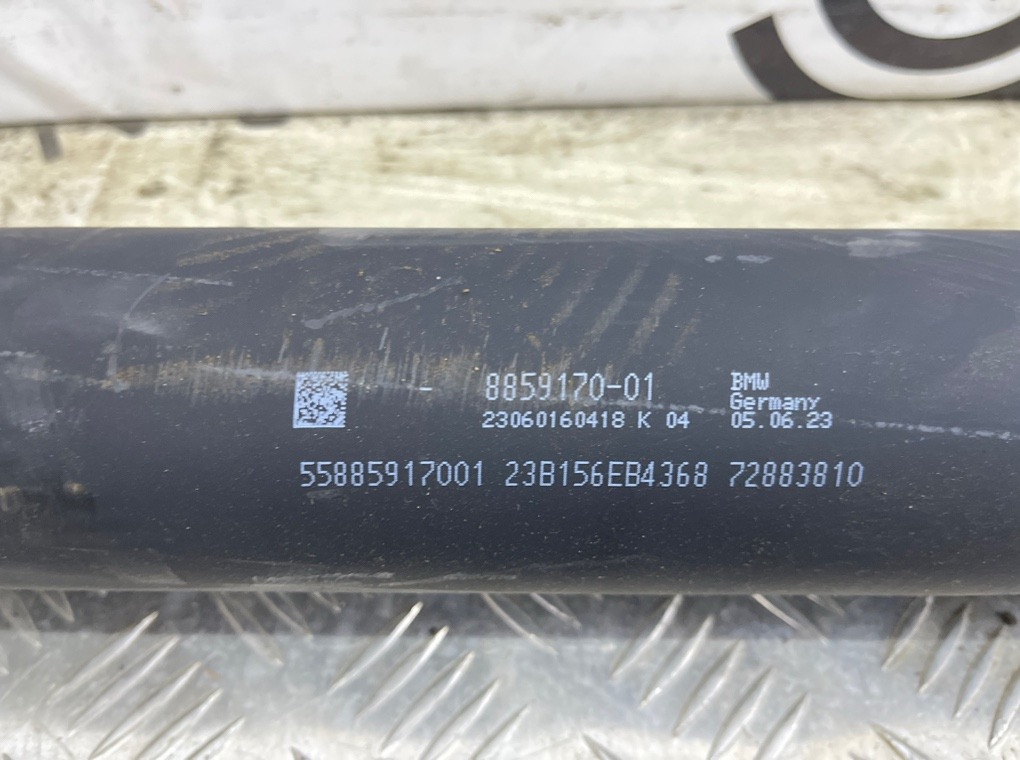 - 8859170-01
23060160418 K 04
BMW
Germany
05.06.23
55885917001 23B156EB4368 72883810